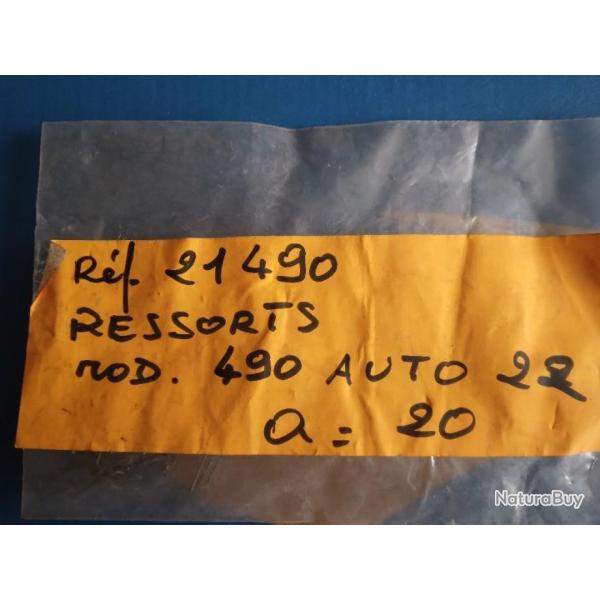 Réf. 21490
RESSORTS
MOD. 490 AUTO 22
Q = 20
NaturaBuy